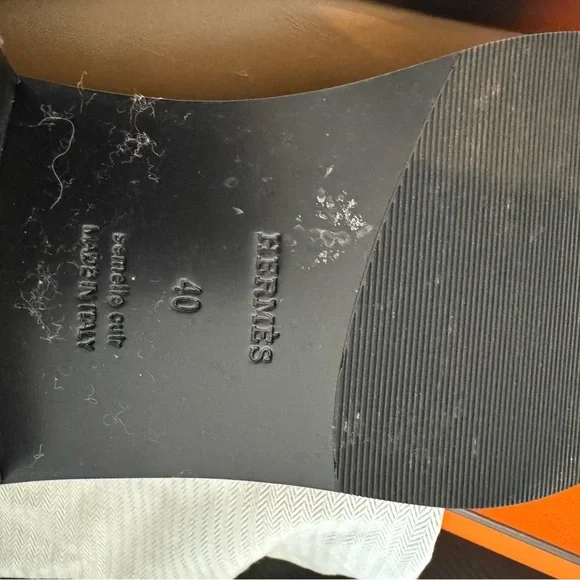 HERMÈS
40
Semelle cuir
MADE IN ITALY